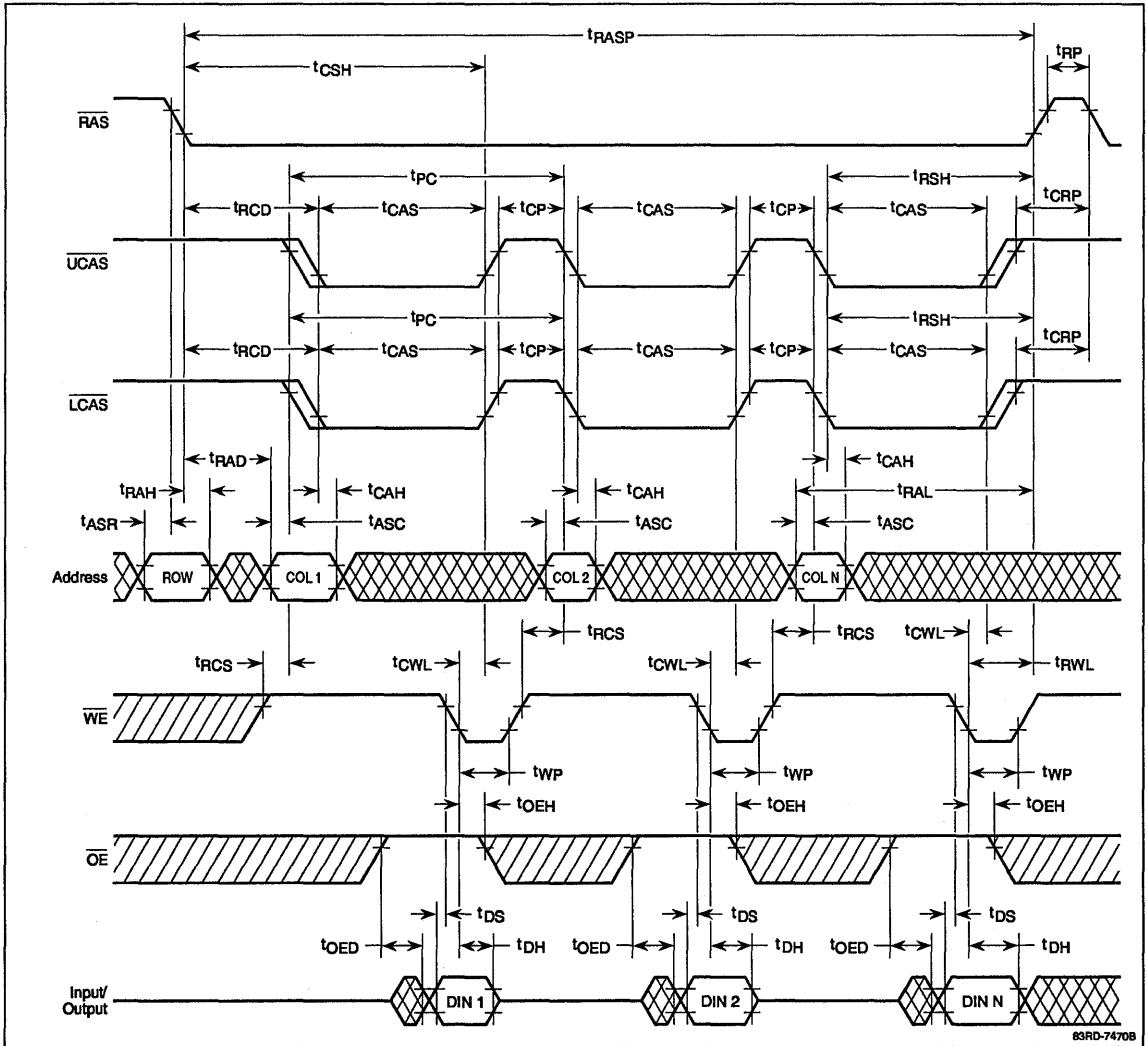 tRASP
tCSH
tRP
RAS
tPC
tRSH
tRCD tCAS tCP tCAS tCP tCAS tCRP
UCAS
tPC
tRSH
tRCD tCAS tCP tCAS tCP tCAS tCRP
LCAS
tRAD
tCAH
tRAH
tCAH
tCAH
tRAL
tASR
tASC
tASC
tASC
Address ROW COL 1 COL 2 COL N
tRCS
tRCS
tCWL
tRCS
tCWL
tCWL
tRWL
WE
tWP
tWP
tWP
tOEH
tOEH
tOEH
OE
tDS
tDS
tDS
tOED
tDH
tOED
tDH
tOED
tDH
Input/
Output
DIN 1 DIN 2 DIN N
83RD-7470B